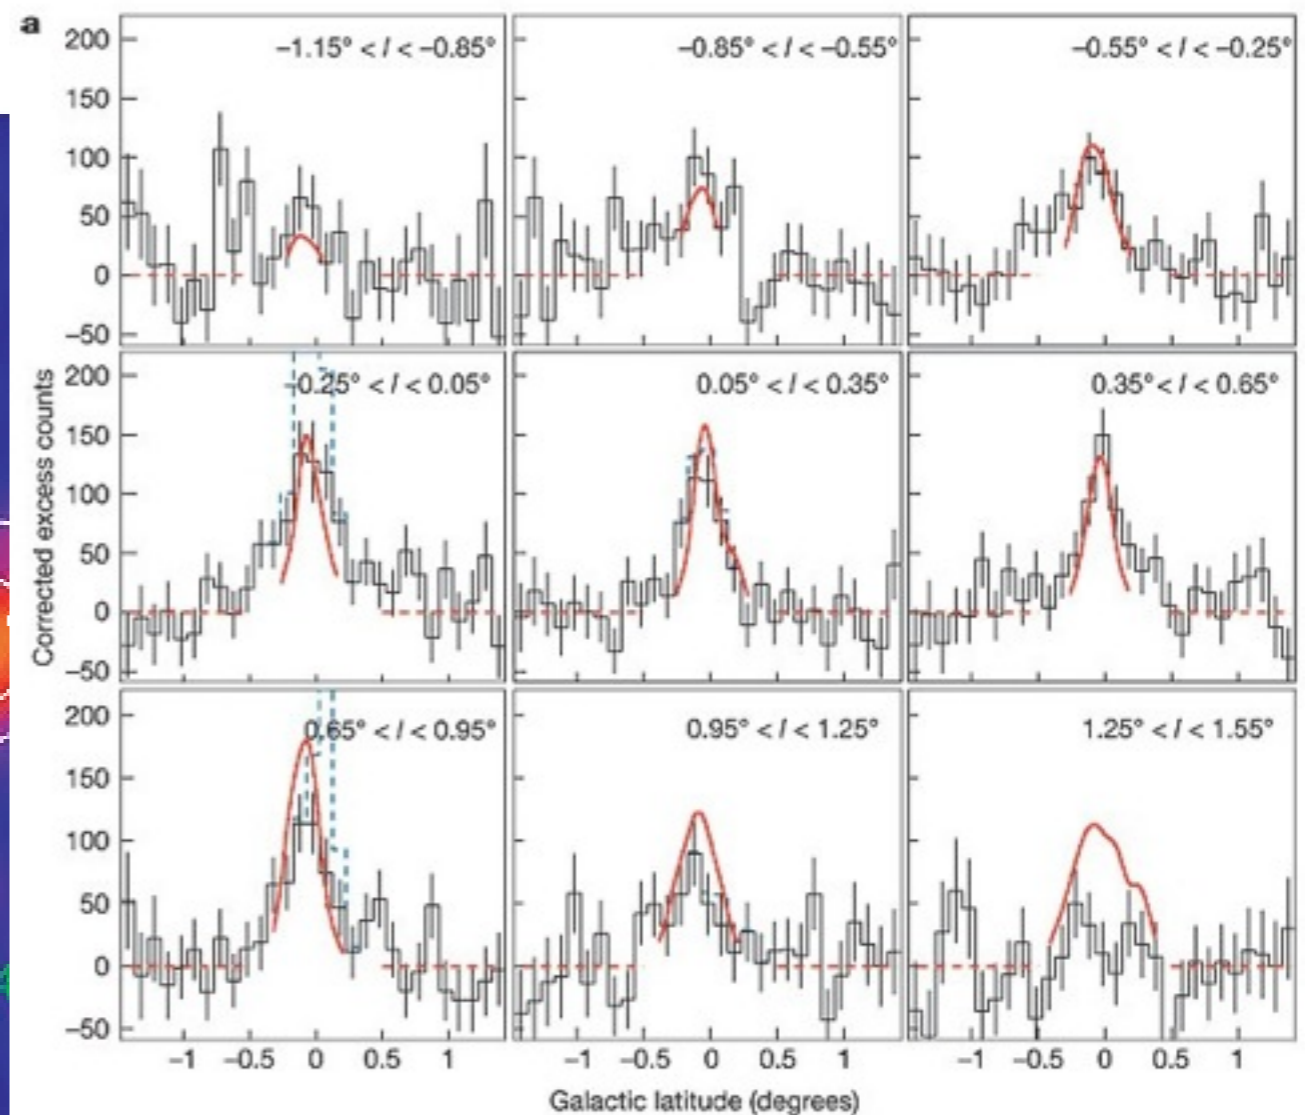 a
−1.15° < l < −0.85°
−0.85° < l < −0.55°
−0.55° < l < −0.25°
200
150
100
50
0
−50
−0.25° < l < 0.05°
0.05° < l < 0.35°
0.35° < l < 0.65°
200
150
100
50
0
−50
Corrected excess counts
0.65° < l < 0.95°
0.95° < l < 1.25°
1.25° < l < 1.55°
200
150
100
50
0
−50
−1 −0.5 0 0.5 1
−1 −0.5 0 0.5 1
−1 −0.5 0 0.5 1
Galactic latitude (degrees)